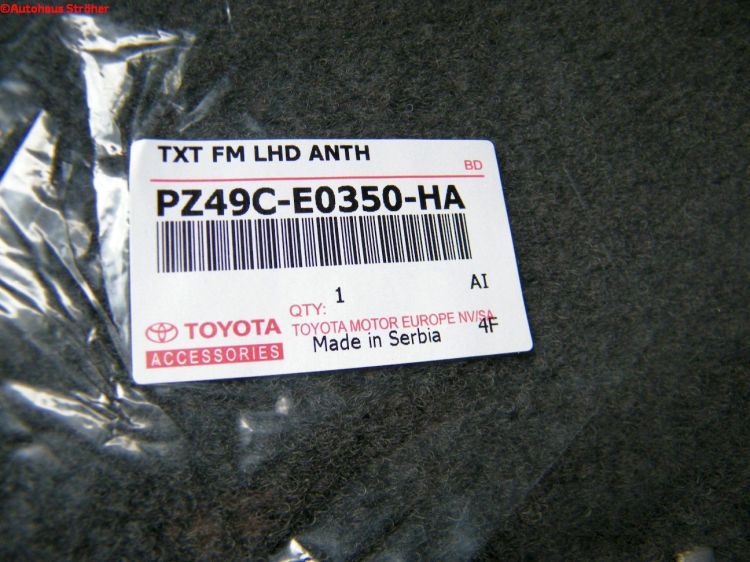 ©Autohaus Ströher
TXT FM LHD ANTH
BD
PZ49C-E0350-HA
QTY: 1
AI
TOYOTA
TOYOTA MOTOR EUROPE NV/SA
ACCESSORIES
Made in Serbia
4F